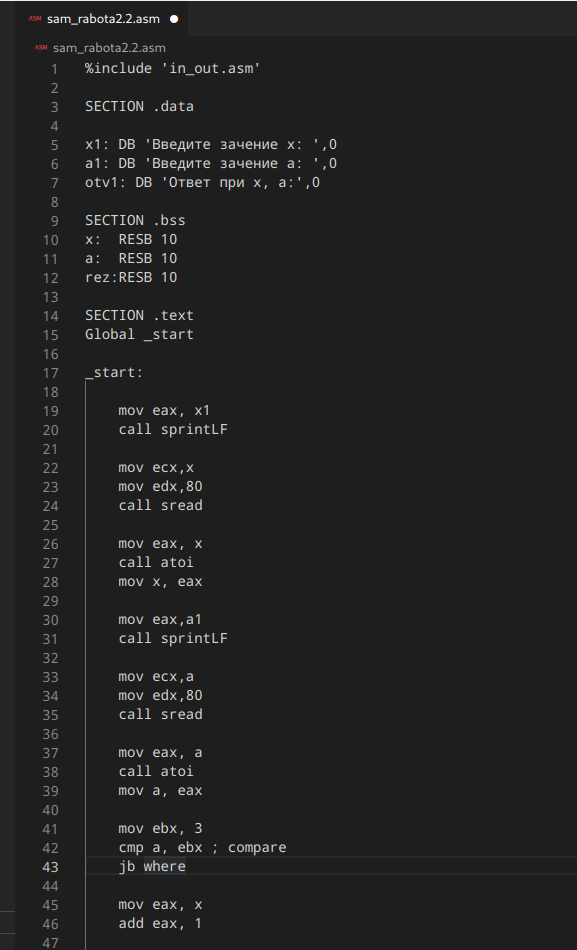 ASM sam_rabota2.2.asm ●
ASM sam_rabota2.2.asm
1 %include 'in_out.asm'
2
3 SECTION .data
4
5 x1: DB 'Введите зачение x: ',0
6 a1: DB 'Введите зачение a: ',0
7 otv1: DB 'Ответ при x, a:',0
8
9 SECTION .bss
10 x:  RESB 10
11 a:  RESB 10
12 rez:RESB 10
13
14 SECTION .text
15 Global _start
16
17 _start:
18
19     mov eax, x1
20     call sprintLF
21
22     mov ecx,x
23     mov edx,80
24     call sread
25
26     mov eax, x
27     call atoi
28     mov x, eax
29
30     mov eax,a1
31     call sprintLF
32
33     mov ecx,a
34     mov edx,80
35     call sread
36
37     mov eax, a
38     call atoi
39     mov a, eax
40
41     mov ebx, 3
42     cmp a, ebx ; compare
43     jb where
44
45     mov eax, x
46     add eax, 1
47